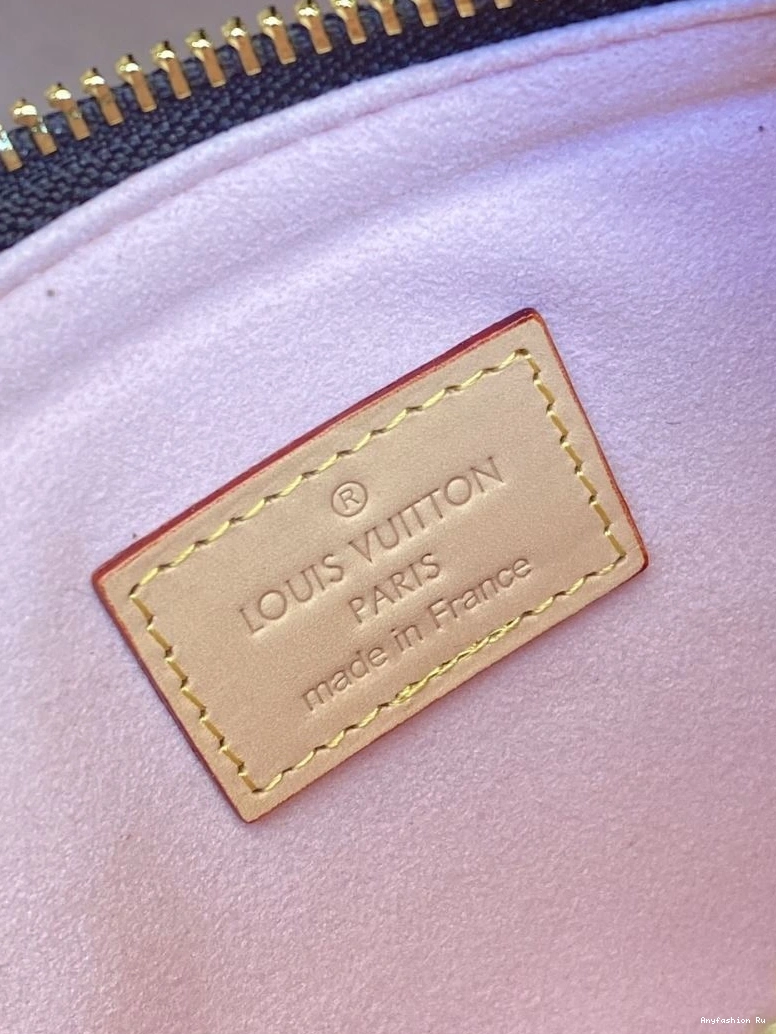 ®
LOUIS VUITTON
PARIS
made in France
Anyfashion Ru